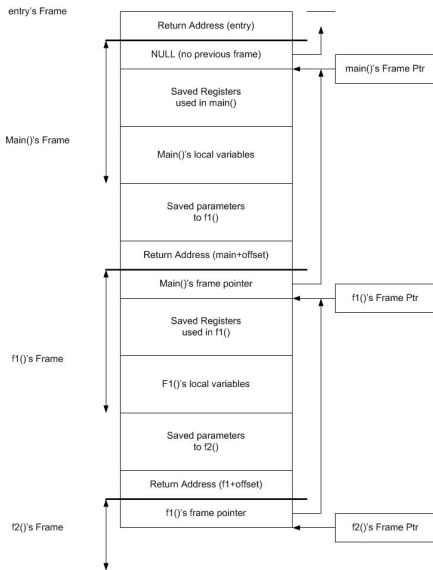 entry's Frame
Return Address (entry)
NULL (no previous frame)
main()'s Frame Ptr
Saved Registers
used in main()
Main()'s Frame
Main()'s local variables
Saved parameters
to f1()
Return Address (main+offset)
Main()'s frame pointer
f1()'s Frame Ptr
Saved Registers
used in f1()
f1()'s Frame
F1()'s local variables
Saved parameters
to f2()
Return Address (f1+offset)
f1()'s frame pointer
f2()'s Frame
f2()'s Frame Ptr